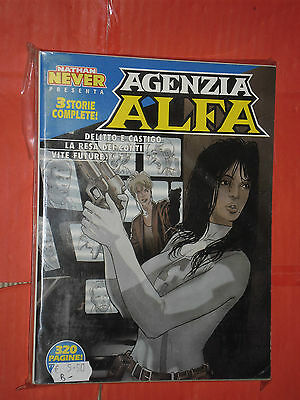 NATHAN
NEVER
PRESENTA
3 STORIE
COMPLETE!
AGENZIA
ALFA
DELITTO E CASTIGO
LA RESA DEI CONTI
VITE FUTURE!
320
PAGINE!